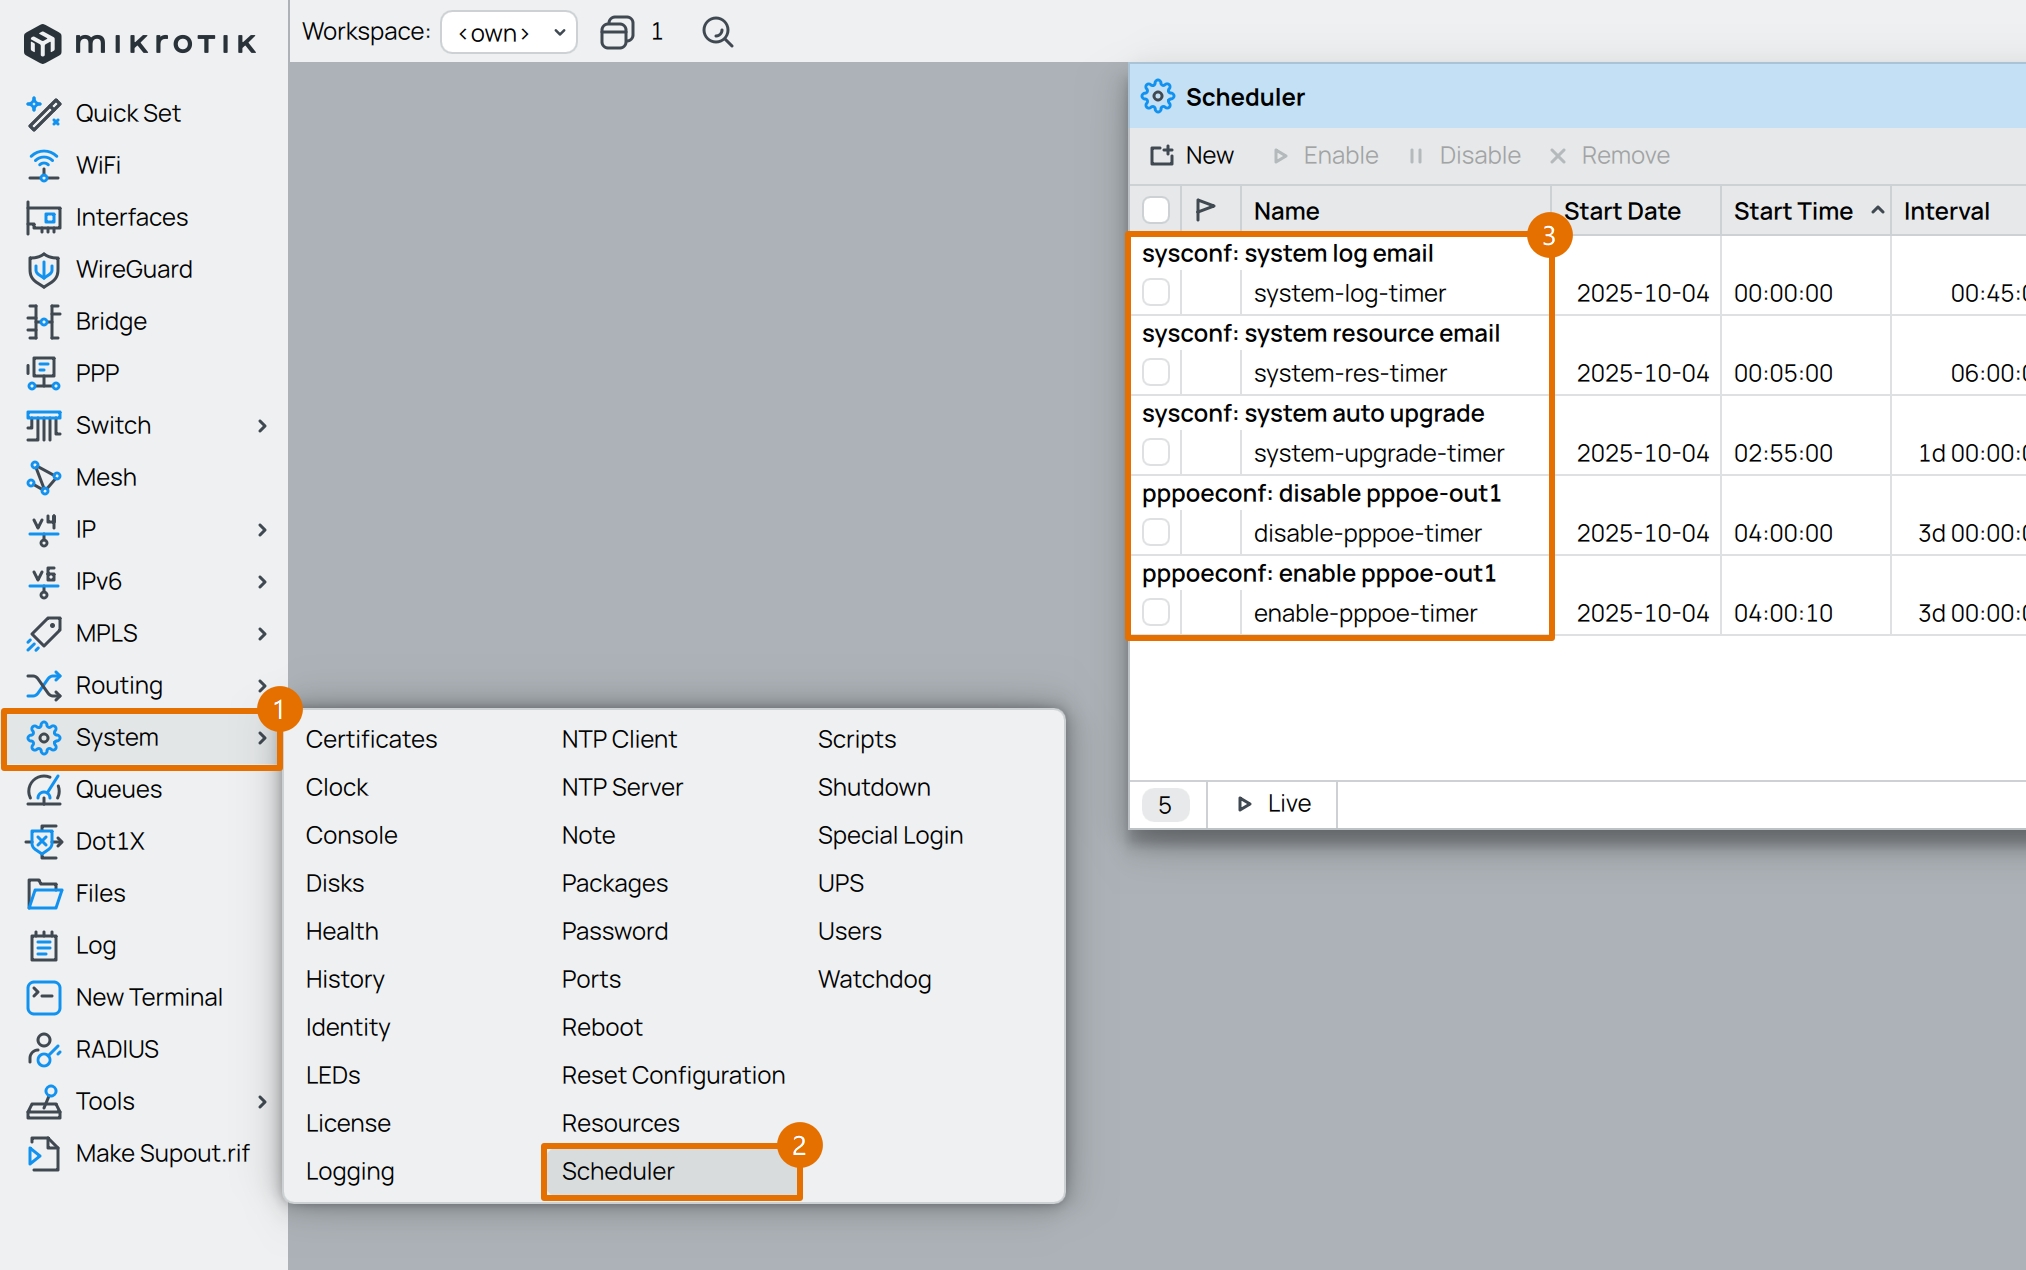 mikrotik
Workspace: <own> 1
Quick Set
WiFi
Interfaces
WireGuard
Bridge
PPP
Switch
Mesh
v4 IP
v6 IPv6
MPLS
Routing
1
System
Queues
Dot1X
Files
Log
New Terminal
RADIUS
Tools
Make Supout.rif
Certificates
Clock
Console
Disks
Health
History
Identity
LEDs
License
Logging
NTP Client
NTP Server
Note
Packages
Password
Ports
Reboot
Reset Configuration
Resources
2
Scheduler
Scripts
Shutdown
Special Login
UPS
Users
Watchdog
Scheduler
New Enable Disable Remove
Name Start Date Start Time Interval
3
sysconf: system log email
system-log-timer 2025-10-04 00:00:00 00:45:0
sysconf: system resource email
system-res-timer 2025-10-04 00:05:00 06:00:0
sysconf: system auto upgrade
system-upgrade-timer 2025-10-04 02:55:00 1d 00:00:0
pppoeconf: disable pppoe-out1
disable-pppoe-timer 2025-10-04 04:00:00 3d 00:00:0
pppoeconf: enable pppoe-out1
enable-pppoe-timer 2025-10-04 04:00:10 3d 00:00:0
5 Live